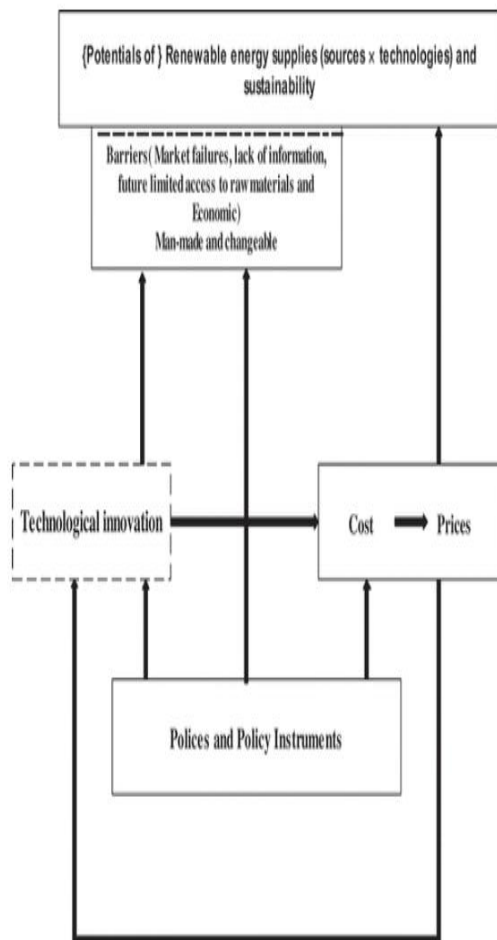 {Potentials of } Renewable energy supplies (sources × technologies) and
sustainability
Barriers( Market failures, lack of information,
future limited access to raw materials and
Economic)
Man-made and changeable
Technological innovation
Cost
Prices
Polices and Policy Instruments